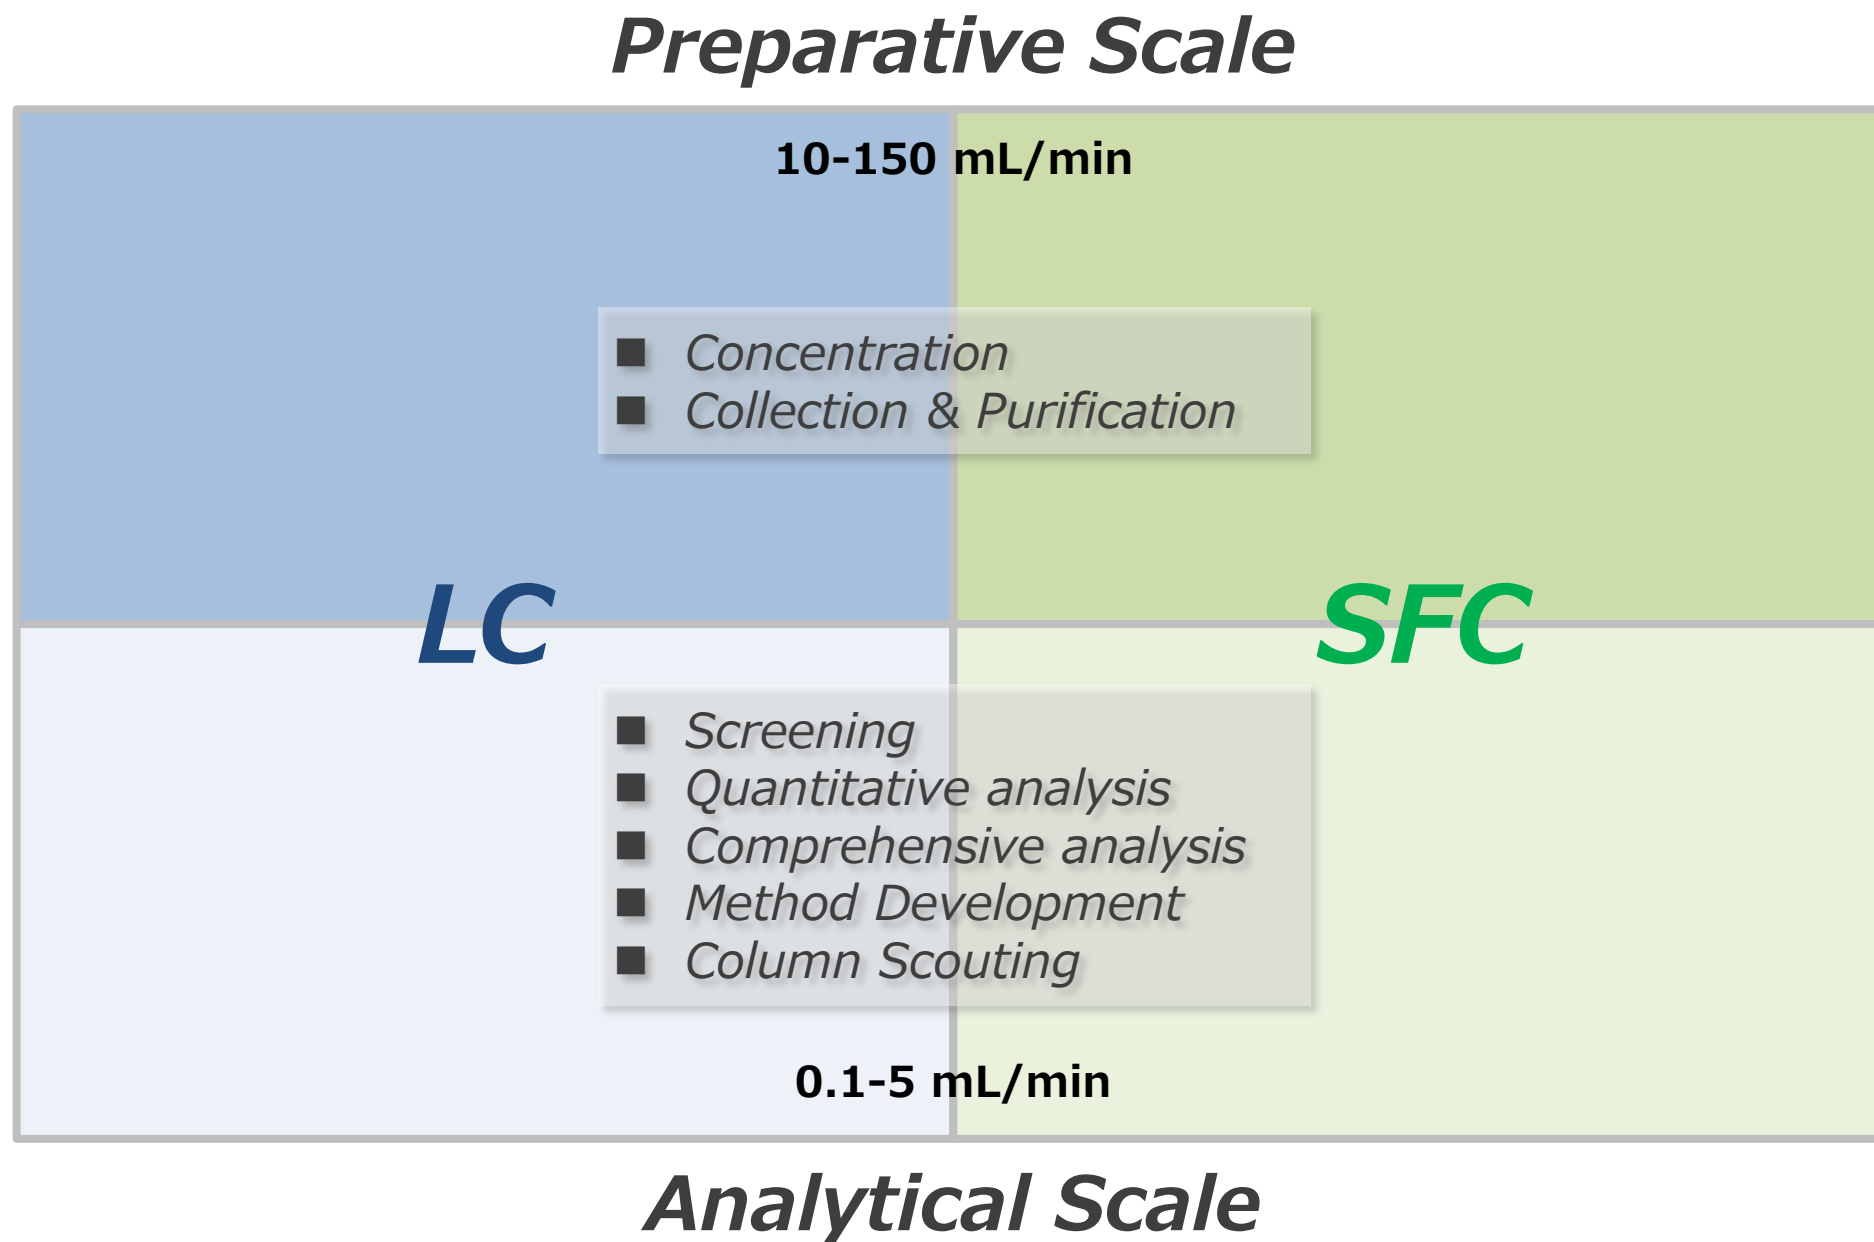 Preparative Scale
10-150 mL/min
■ Concentration
■ Collection & Purification
LC
SFC
■ Screening
■ Quantitative analysis
■ Comprehensive analysis
■ Method Development
■ Column Scouting
0.1-5 mL/min
Analytical Scale